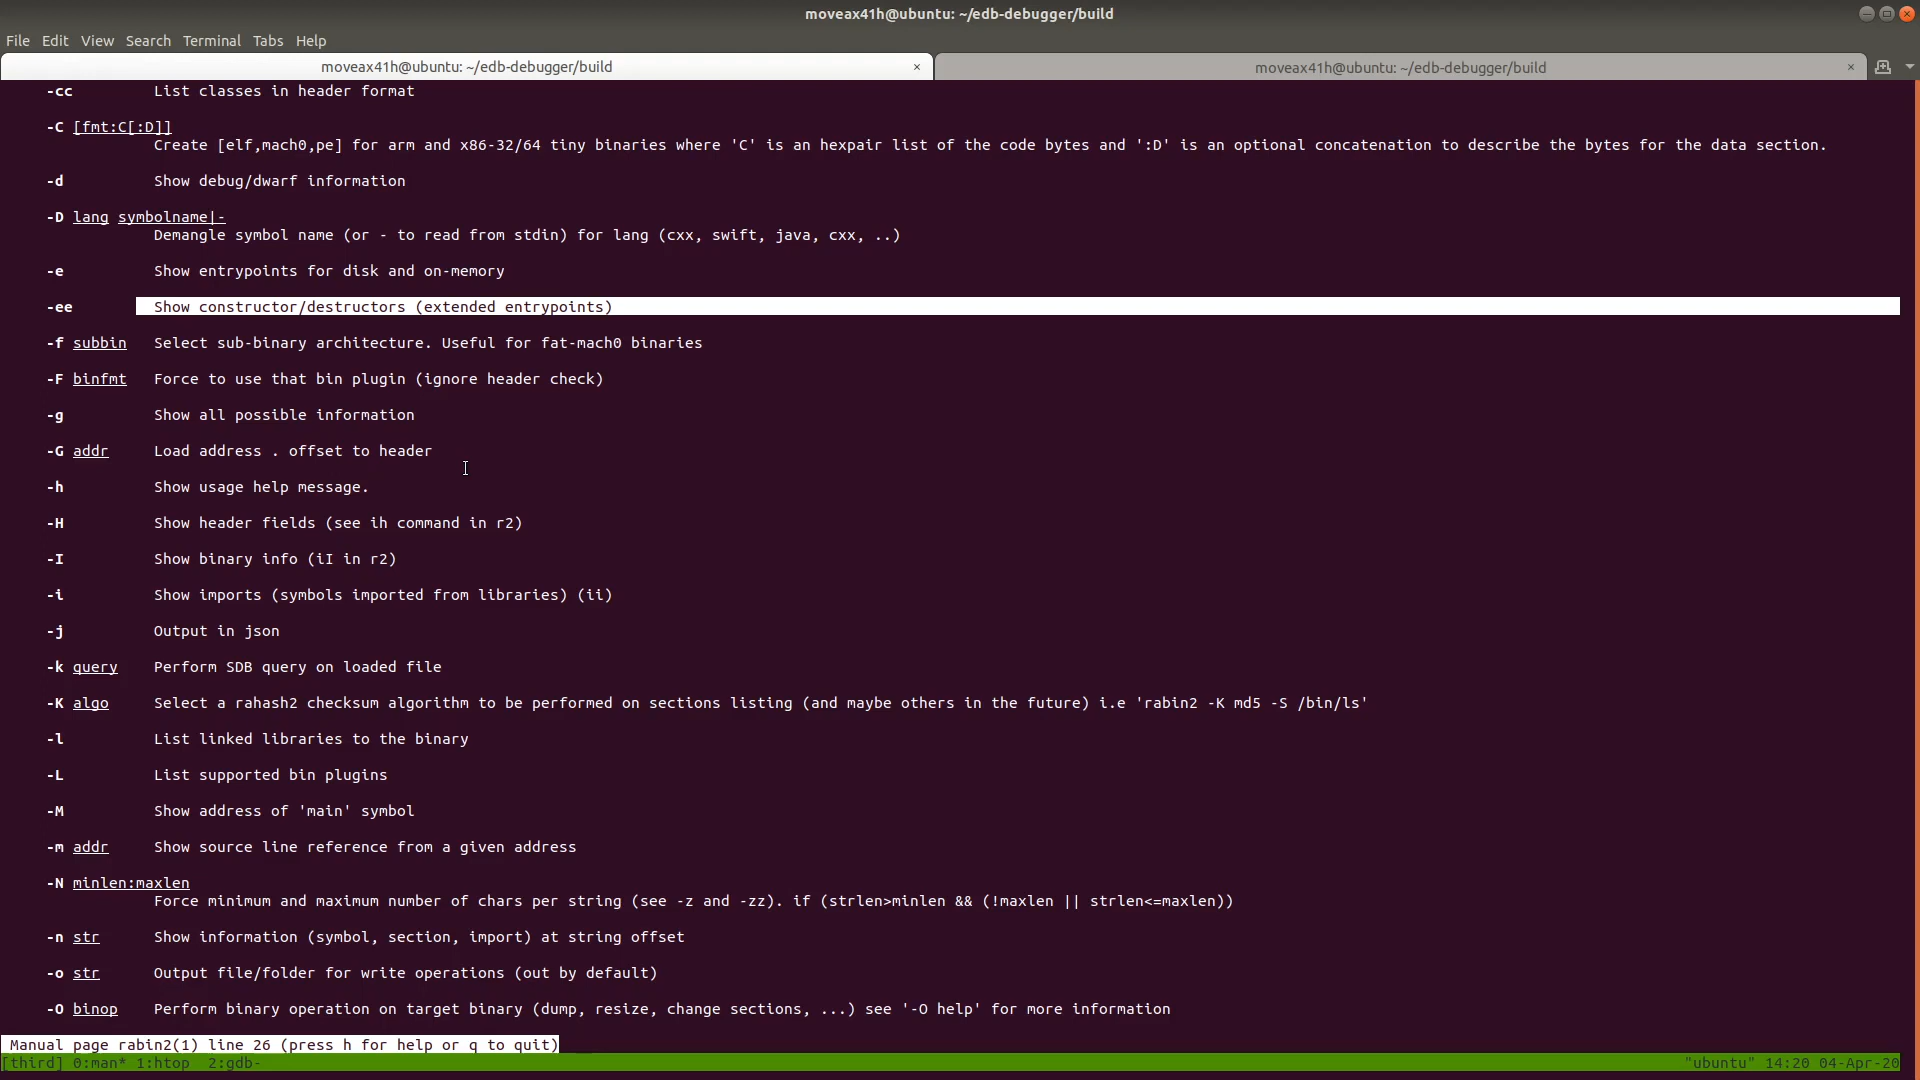 moveax41h@ubuntu: ~/edb-debugger/build
File Edit View Search Terminal Tabs Help
moveax41h@ubuntu: ~/edb-debugger/build × moveax41h@ubuntu: ~/edb-debugger/build ×
-cc List classes in header format
-C [fmt:C[:D]]
Create [elf,mach0,pe] for arm and x86-32/64 tiny binaries where 'C' is an hexpair list of the code bytes and ':D' is an optional concatenation to describe the bytes for the data section.
-d Show debug/dwarf information
-D lang symbolname|-
Demangle symbol name (or - to read from stdin) for lang (cxx, swift, java, cxx, ..)
-e Show entrypoints for disk and on-memory
-ee Show constructor/destructors (extended entrypoints)
-f subbin Select sub-binary architecture. Useful for fat-mach0 binaries
-F binfmt Force to use that bin plugin (ignore header check)
-g Show all possible information
-G addr Load address . offset to header
-h Show usage help message.
-H Show header fields (see ih command in r2)
-I Show binary info (iI in r2)
-i Show imports (symbols imported from libraries) (ii)
-j Output in json
-k query Perform SDB query on loaded file
-K algo Select a rahash2 checksum algorithm to be performed on sections listing (and maybe others in the future) i.e 'rabin2 -K md5 -S /bin/ls'
-l List linked libraries to the binary
-L List supported bin plugins
-M Show address of 'main' symbol
-m addr Show source line reference from a given address
-N minlen:maxlen
Force minimum and maximum number of chars per string (see -z and -zz). if (strlen>minlen && (!maxlen || strlen<=maxlen))
-n str Show information (symbol, section, import) at string offset
-o str Output file/folder for write operations (out by default)
-O binop Perform binary operation on target binary (dump, resize, change sections, ...) see '-O help' for more information
Manual page rabin2(1) line 26 (press h for help or q to quit)
[third] 0:man* 1:htop 2:gdb- "ubuntu" 14:20 04-Apr-20